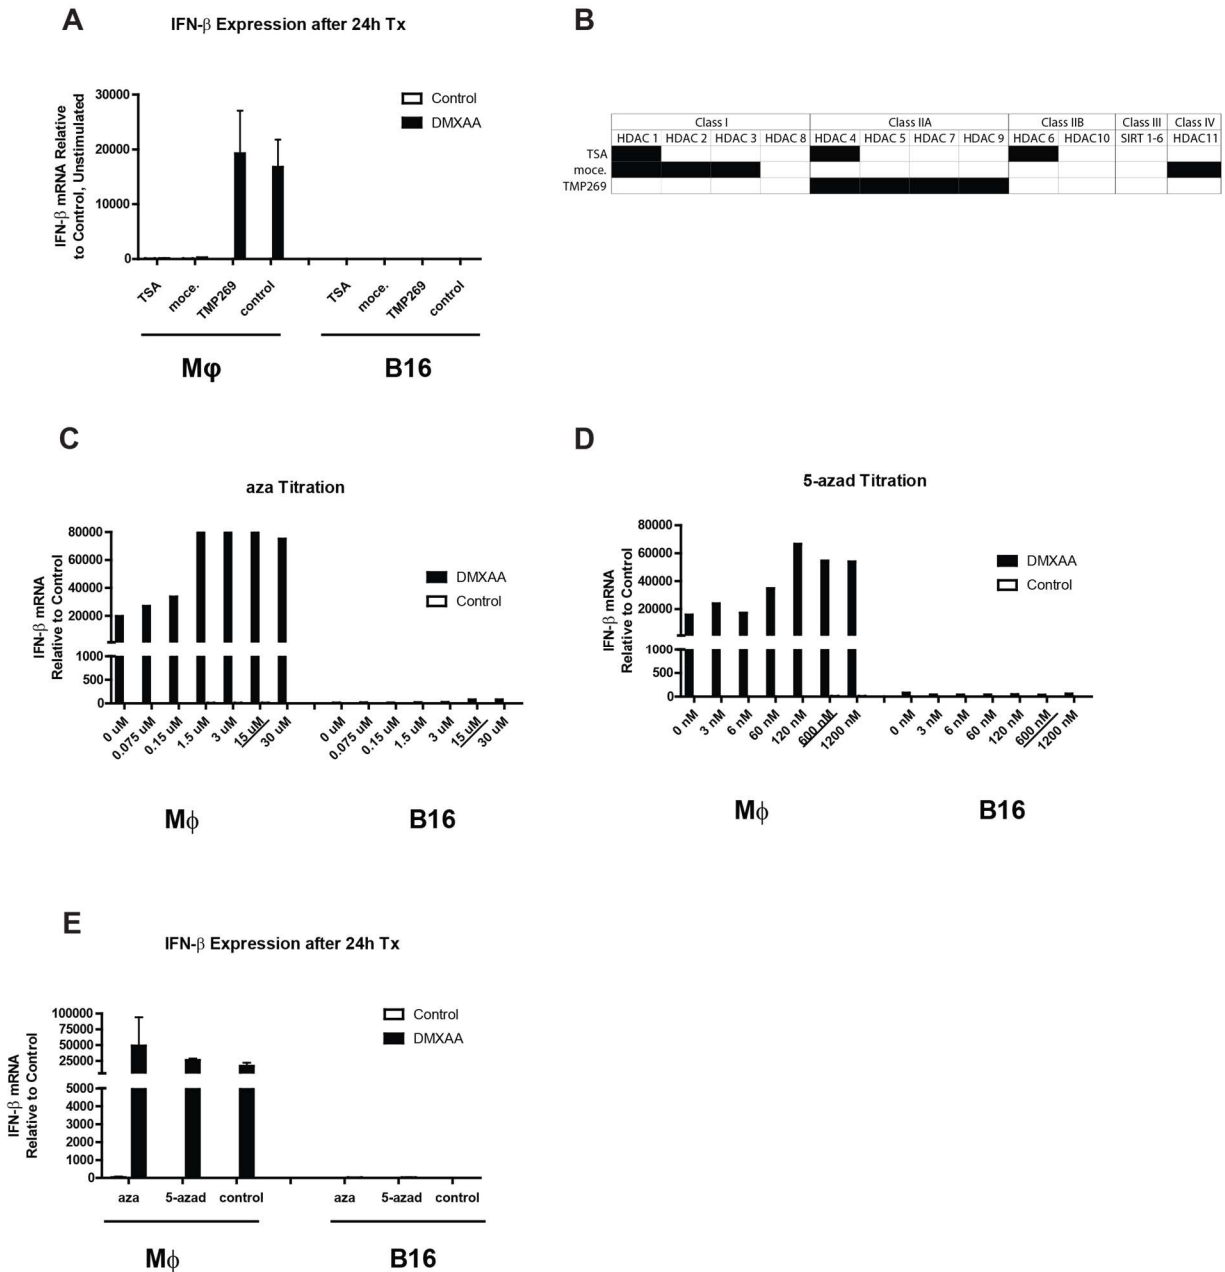 A
IFN-β Expression after 24h Tx
IFN-β mRNA Relative
to Control, Unstimulated
30000
20000
10000
0
Control
DMXAA
TSA
moce.
TMP269
control
TSA
moce.
TMP269
control
Mφ
B16
B
Class I Class IIA Class IIB Class III Class IV
HDAC 1 HDAC 2 HDAC 3 HDAC 8 HDAC 4 HDAC 5 HDAC 7 HDAC 9 HDAC 6 HDAC10 SIRT 1-6 HDAC11
TSA
moce.
TMP269
C
aza Titration
IFN-β mRNA
Relative to Control
80000
60000
40000
20000
1000
500
0
DMXAA
Control
0 uM
0.075 uM
0.15 uM
1.5 uM
3 uM
15 uM
30 uM
0 uM
0.075 uM
0.15 uM
1.5 uM
3 uM
15 uM
30 uM
Mϕ
B16
D
5-azad Titration
IFN-β mRNA
Relative to Control
80000
60000
40000
20000
1000
500
0
DMXAA
Control
0 nM
3 nM
6 nM
60 nM
120 nM
600 nM
1200 nM
0 nM
3 nM
6 nM
60 nM
120 nM
600 nM
1200 nM
Mϕ
B16
E
IFN-β Expression after 24h Tx
IFN-β mRNA
Relative to Control
100000
75000
50000
25000
5000
4000
3000
2000
1000
0
Control
DMXAA
aza 5-azad control aza 5-azad control
Mϕ
B16